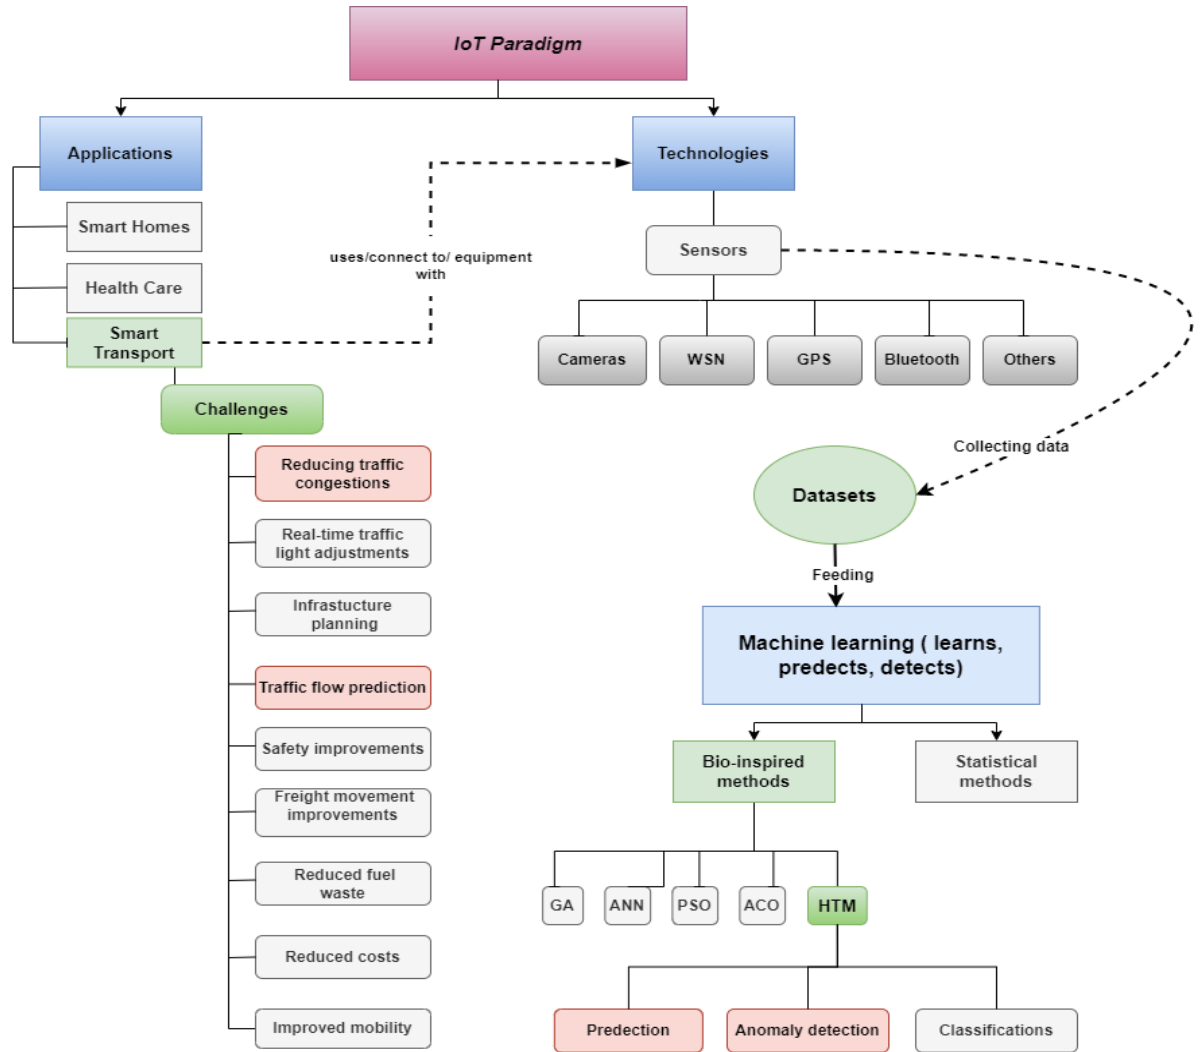 IoT Paradigm
Applications
Technologies
Smart Homes
Health Care
Smart
Transport
uses/connect to/ equipment
with
Sensors
Cameras
WSN
GPS
Bluetooth
Others
Challenges
Reducing traffic
congestions
Real-time traffic
light adjustments
Infrastucture
planning
Traffic flow prediction
Safety improvements
Freight movement
improvements
Reduced fuel
waste
Reduced costs
Improved mobility
Collecting data
Datasets
Feeding
Machine learning ( learns,
predects, detects)
Bio-inspired
methods
Statistical
methods
GA
ANN
PSO
ACO
HTM
Predection
Anomaly detection
Classifications